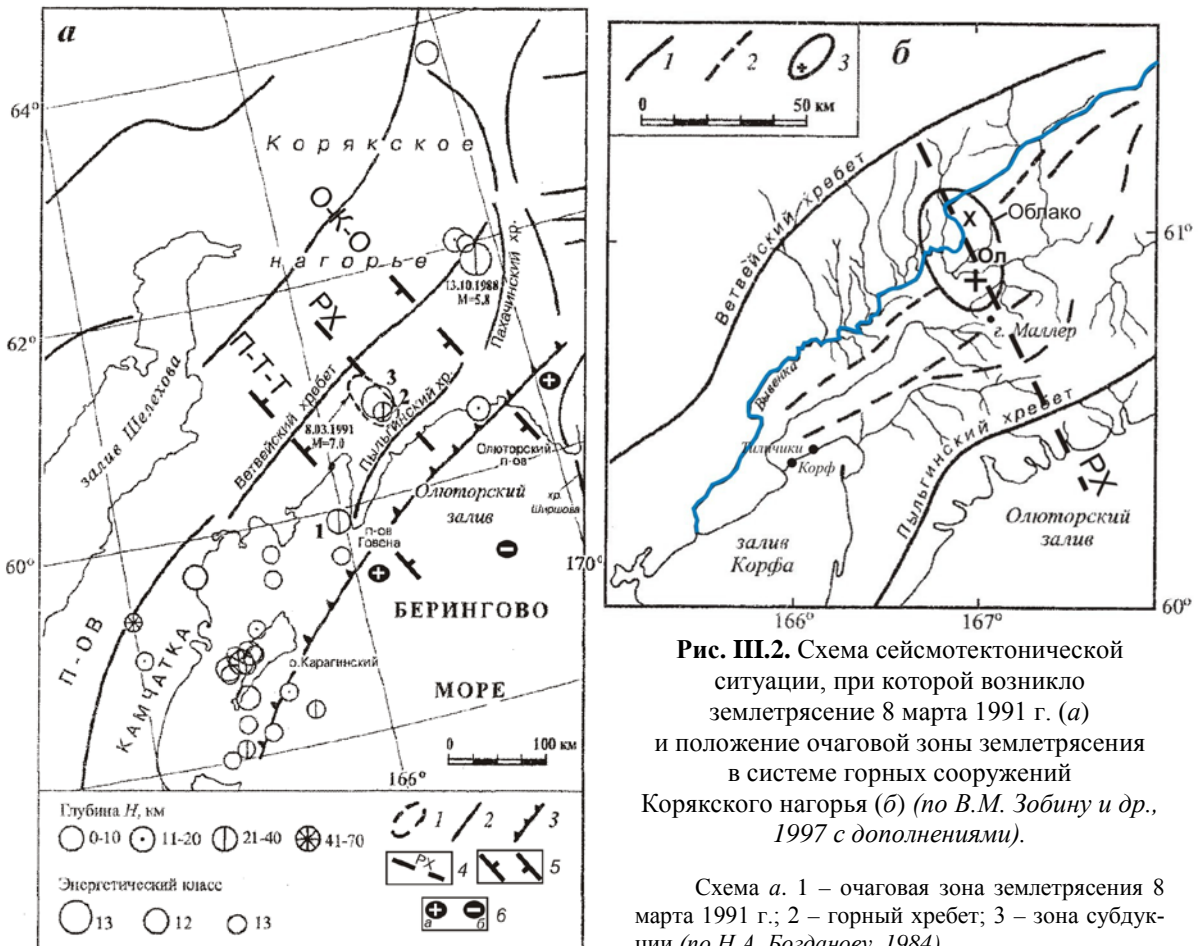 а
64°
Корякское
К-О
нагорье
13.10.1988
М=5,8
Пахачинский хр.
РХ
62°
П-Т-Т
залив Шелехова
Ветвейский хребет
3
2
8.03.1991
М=7.0
Пыльгинский хр.
Олюторский
п-ов
Олюторский
залив
хр.
Ширшова
1
п-ов
Говена
60°
170°
БЕРИНГОВО
МОРЕ
П-ОВ
КАМЧАТКА
о.Карагинский
0 100 км
166°
Глубина Н, км
0-10 11-20 21-40 41-70
Энергетический класс
13 12 13
1 2 3
РХ 4 5
а б 6
1 2 3
б
0 50 км
Ветвейский хребет
Облако
Х
Ол
61°
г. Маллер
Вывенка
Тиличики
Корф
Пыльгинский хребет
РХ
Олюторский
залив
залив
Корфа
166° 167°
60°
Рис. III.2. Схема сейсмотектонической
ситуации, при которой возникло
землетрясение 8 марта 1991 г. (а)
и положение очаговой зоны землетрясения
в системе горных сооружений
Корякского нагорья (б) (по В.М. Зобину и др.,
1997 с дополнениями).
Схема а. 1 – очаговая зона землетрясения 8
марта 1991 г.; 2 – горный хребет; 3 – зона субдук-
ции (по Н.А. Богданову, 1984)